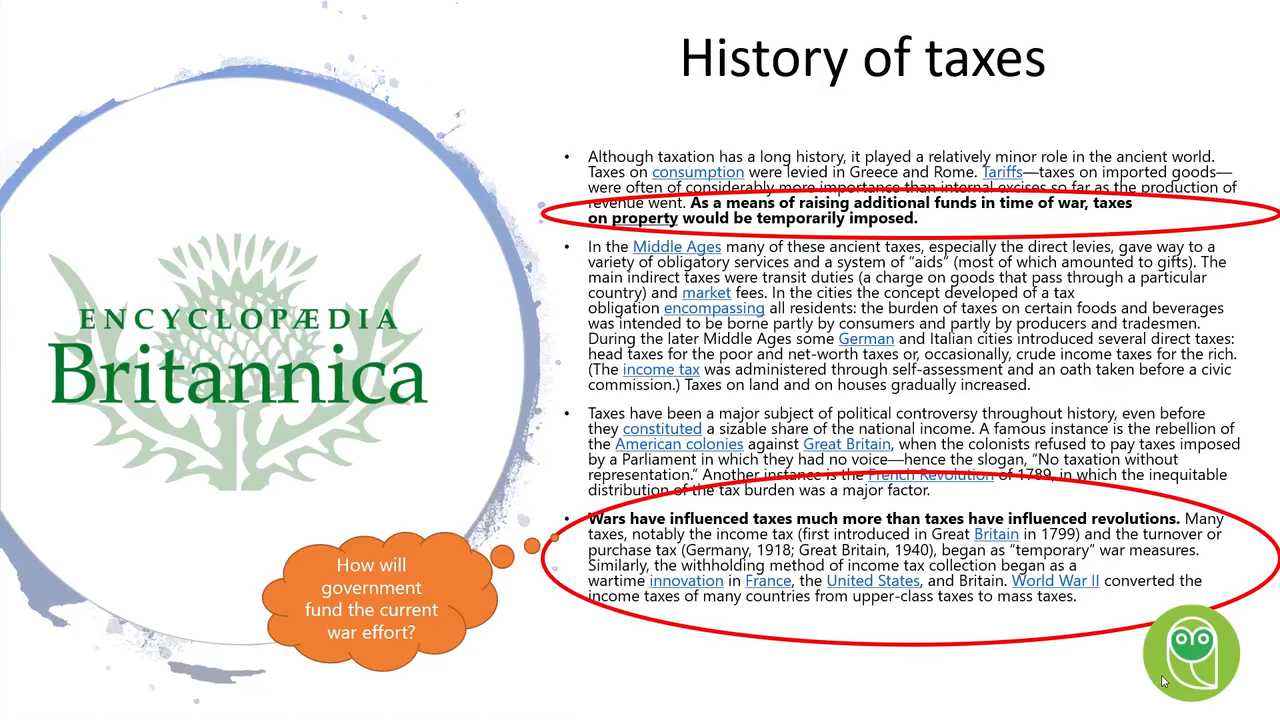 History of taxes
• Although taxation has a long history, it played a relatively minor role in the ancient world.
Taxes on consumption were levied in Greece and Rome. Tariffs—taxes on imported goods—
were often of considerably more importance than internal excises so far as the production of
revenue went. As a means of raising additional funds in time of war, taxes
on property would be temporarily imposed.
• In the Middle Ages many of these ancient taxes, especially the direct levies, gave way to a
variety of obligatory services and a system of “aids” (most of which amounted to gifts). The
main indirect taxes were transit duties (a charge on goods that pass through a particular
country) and market fees. In the cities the concept developed of a tax
obligation encompassing all residents: the burden of taxes on certain foods and beverages
was intended to be borne partly by consumers and partly by producers and tradesmen.
During the later Middle Ages some German and Italian cities introduced several direct taxes:
head taxes for the poor and net-worth taxes or, occasionally, crude income taxes for the rich.
(The income tax was administered through self-assessment and an oath taken before a civic
commission.) Taxes on land and on houses gradually increased.
• Taxes have been a major subject of political controversy throughout history, even before
they constituted a sizable share of the national income. A famous instance is the rebellion of
the American colonies against Great Britain, when the colonists refused to pay taxes imposed
by a Parliament in which they had no voice—hence the slogan, “No taxation without
representation.” Another instance is the French Revolution of 1789, in which the inequitable
distribution of the tax burden was a major factor.
• Wars have influenced taxes much more than taxes have influenced revolutions. Many
taxes, notably the income tax (first introduced in Great Britain in 1799) and the turnover or
purchase tax (Germany, 1918; Great Britain, 1940), began as “temporary” war measures.
Similarly, the withholding method of income tax collection began as a
wartime innovation in France, the United States, and Britain. World War II converted the
income taxes of many countries from upper-class taxes to mass taxes.
ENCYCLOPÆDIA
Britannica
How will
government
fund the current
war effort?